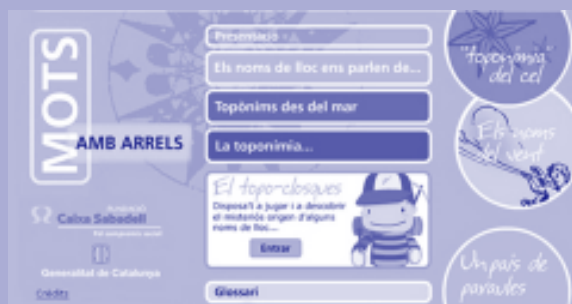 MOTS
AMB ARRELS
Presentació
Els noms de lloc ens parlen de...
Topònims des del mar
La toponímia...
El topo-closques
Disposa't a jugar i a descobrir
el misteriós origen d'alguns
noms de lloc...
Entrar
Glossari
"toponímia"
del cel
Els noms
del vent
Un país de
paraules
Caixa Sabadell
Generalitat de Catalunya
Crèdits